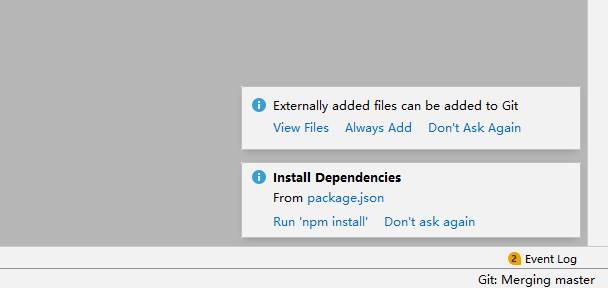 Externally added files can be added to Git
View Files Always Add Don't Ask Again
Install Dependencies
From package.json
Run 'npm install' Don't ask again
2 Event Log
Git: Merging master